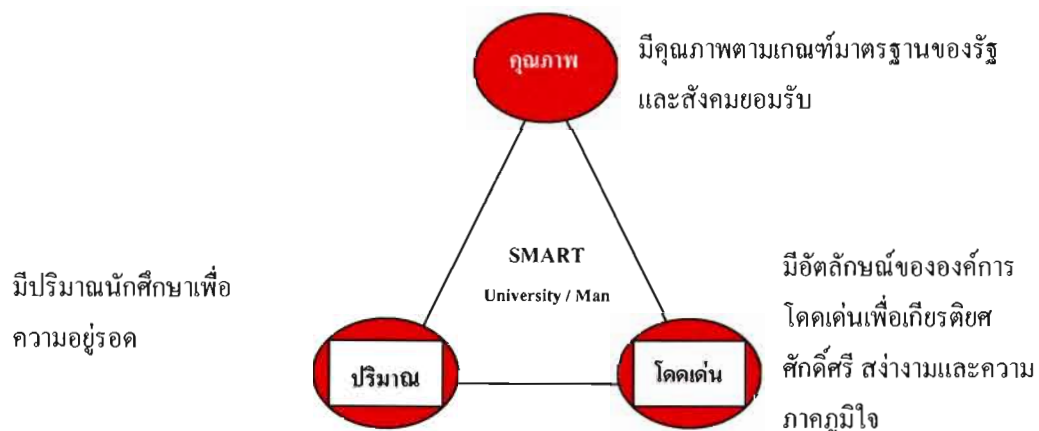 คุณภาพ
มีคุณภาพตามเกณฑ์มาตรฐานของรัฐ
และสังคมยอมรับ
SMART
University / Man
มีปริมาณนักศึกษาเพื่อ
ความอยู่รอด
ปริมาณ
โดดเด่น
มีอัตลักษณ์ขององค์การ
โดดเด่นเพื่อเกียรติยศ
ศักดิ์ศรี สง่างามและความ
ภาคภูมิใจ